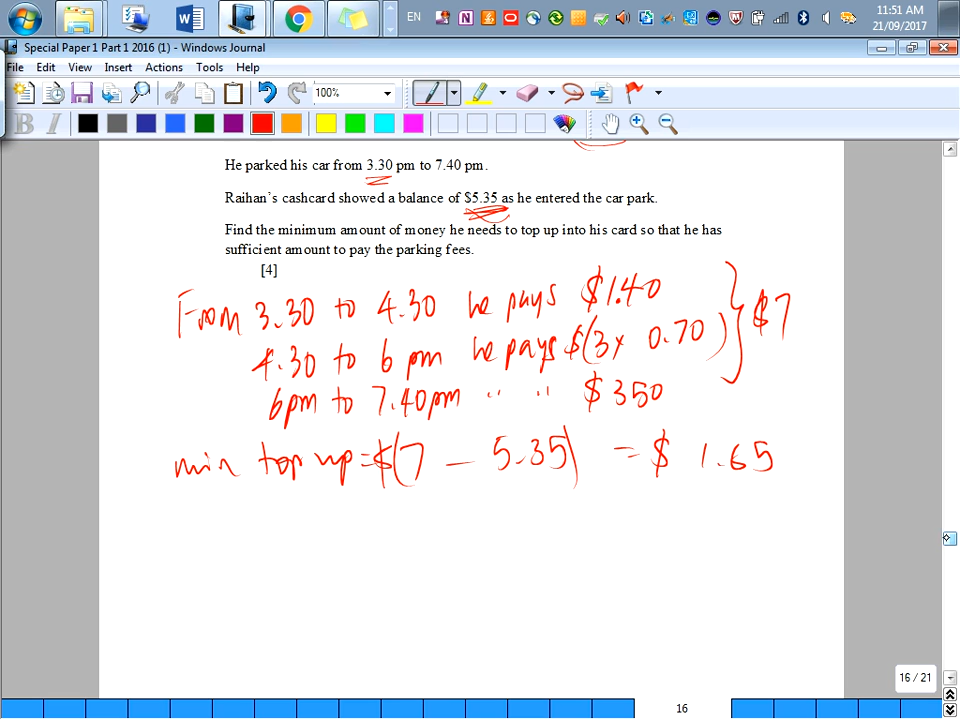 EN
11:51 AM
21/09/2017
Special Paper 1 Part 1 2016 (1) - Windows Journal
File Edit View Insert Actions Tools Help
100%
B I
He parked his car from 3.30 pm to 7.40 pm.
Raihan's cashcard showed a balance of $5.35 as he entered the car park.
Find the minimum amount of money he needs to top up into his card so that he has
sufficient amount to pay the parking fees.
[4]
From 3.30 to 4.30 he pays $1.40
4.30 to 6 pm he pays $(3 x 0.70) } $7
6pm to 7.40pm " " $ 350
min top up = $(7 - 5.35) = $ 1.65
16 / 21
16